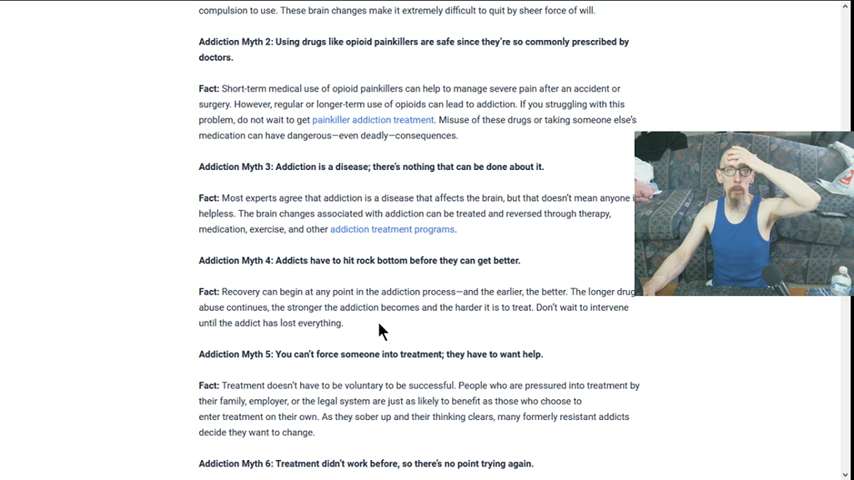 compulsion to use. These brain changes make it extremely difficult to quit by sheer force of will.
Addiction Myth 2: Using drugs like opioid painkillers are safe since they're so commonly prescribed by
doctors.
Fact: Short-term medical use of opioid painkillers can help to manage severe pain after an accident or
surgery. However, regular or longer-term use of opioids can lead to addiction. If you struggling with this
problem, do not wait to get painkiller addiction treatment. Misuse of these drugs or taking someone else's
medication can have dangerous—even deadly—consequences.
Addiction Myth 3: Addiction is a disease; there's nothing that can be done about it.
Fact: Most experts agree that addiction is a disease that affects the brain, but that doesn't mean anyone
helpless. The brain changes associated with addiction can be treated and reversed through therapy,
medication, exercise, and other addiction treatment programs.
Addiction Myth 4: Addicts have to hit rock bottom before they can get better.
Fact: Recovery can begin at any point in the addiction process—and the earlier, the better. The longer drug
abuse continues, the stronger the addiction becomes and the harder it is to treat. Don't wait to intervene
until the addict has lost everything.
Addiction Myth 5: You can't force someone into treatment; they have to want help.
Fact: Treatment doesn't have to be voluntary to be successful. People who are pressured into treatment by
their family, employer, or the legal system are just as likely to benefit as those who choose to
enter treatment on their own. As they sober up and their thinking clears, many formerly resistant addicts
decide they want to change.
Addiction Myth 6: Treatment didn't work before, so there's no point trying again.